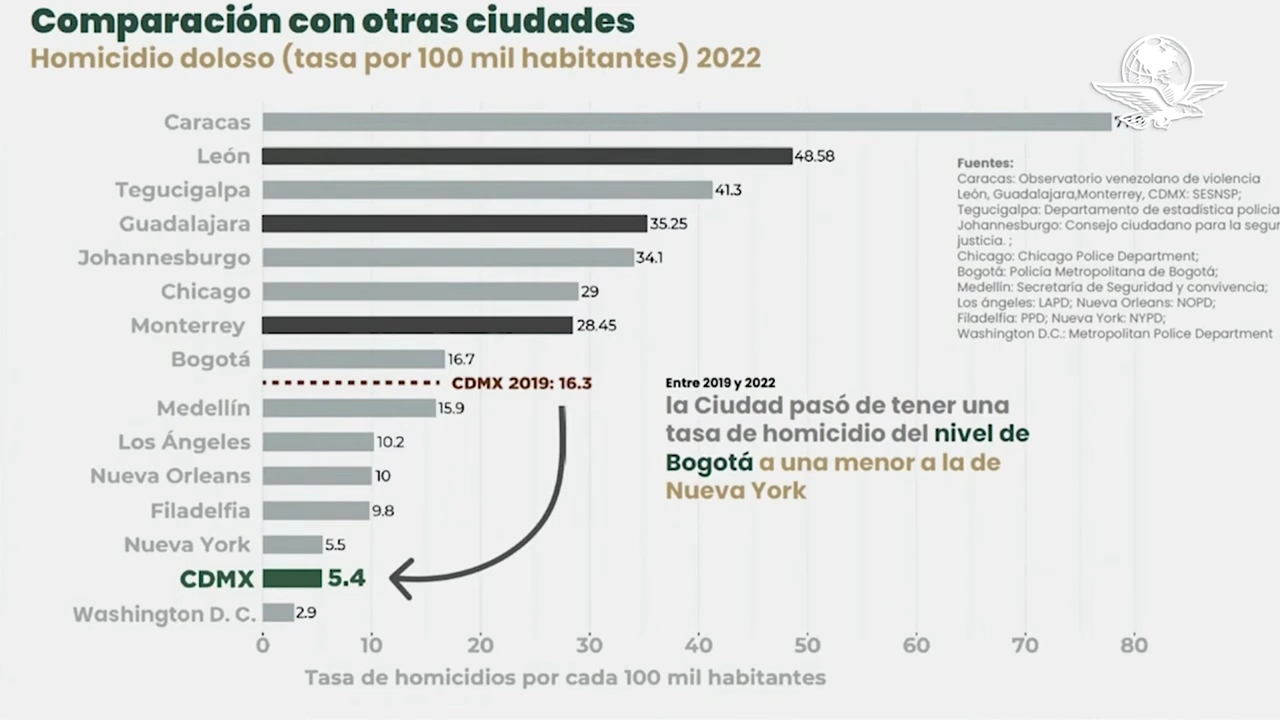 Comparación con otras ciudades
Homicidio doloso (tasa por 100 mil habitantes) 2022
Caracas
León 48.58
Tegucigalpa 41.3
Guadalajara 35.25
Johannesburgo 34.1
Chicago 29
Monterrey 28.45
Bogotá 16.7
CDMX 2019: 16.3
Medellín 15.9
Los Ángeles 10.2
Nueva Orleans 10
Filadelfia 9.8
Nueva York 5.5
CDMX 5.4
Washington D. C. 2.9
0 10 20 30 40 50 60 70 80
Tasa de homicidios por cada 100 mil habitantes
Entre 2019 y 2022
la Ciudad pasó de tener una
tasa de homicidio del nivel de
Bogotá a una menor a la de
Nueva York
Fuentes:
Caracas: Observatorio venezolano de violencia
León, Guadalajara,Monterrey, CDMX: SESNSP;
Tegucigalpa: Departamento de estadística policia
Johannesburgo: Consejo ciudadano para la segur
justicia. ;
Chicago: Chicago Police Department;
Bogotá: Policía Metropolitana de Bogotá;
Medellín: Secretaría de Seguridad y convivencia;
Los ángeles: LAPD; Nueva Orleans: NOPD;
Filadelfia: PPD; Nueva York: NYPD;
Washington D.C.: Metropolitan Police Department